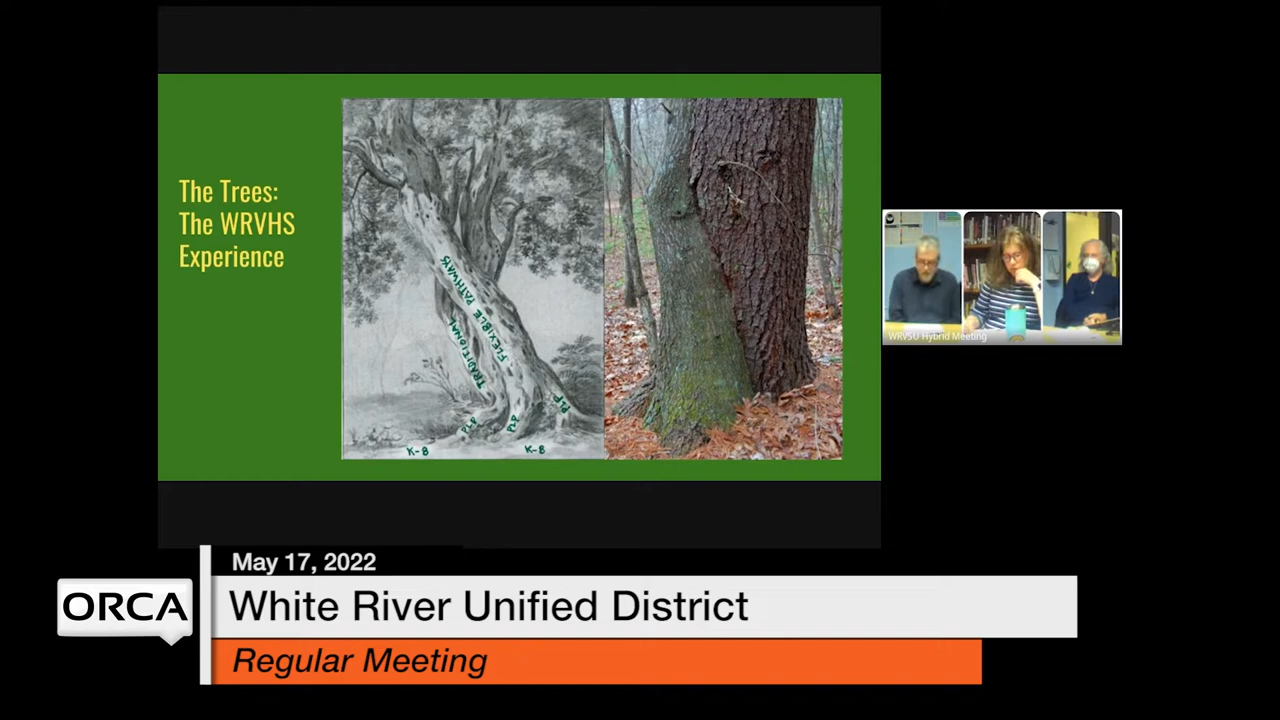 The Trees:
The WRVHS
Experience
FLEXIBLE PATHWAYS
TRADITIONAL
PLP
PLP
PLP
K-8
K-8
WRVSU Hybrid Meeting
May 17, 2022
ORCA
White River Unified District
Regular Meeting